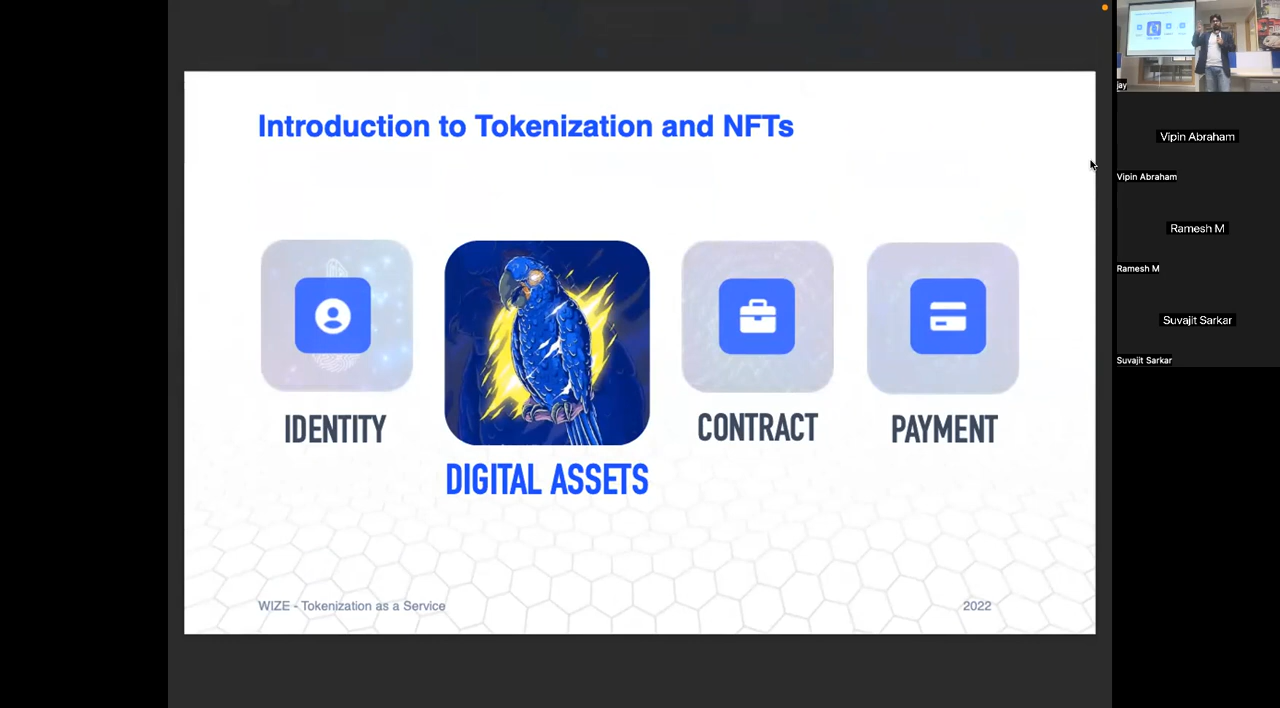 Introduction to Tokenization and NFTs
IDENTITY
DIGITAL ASSETS
CONTRACT
PAYMENT
WIZE - Tokenization as a Service
2022
jay
Vipin Abraham
Vipin Abraham
Ramesh M
Ramesh M
Suvajit Sarkar
Suvajit Sarkar